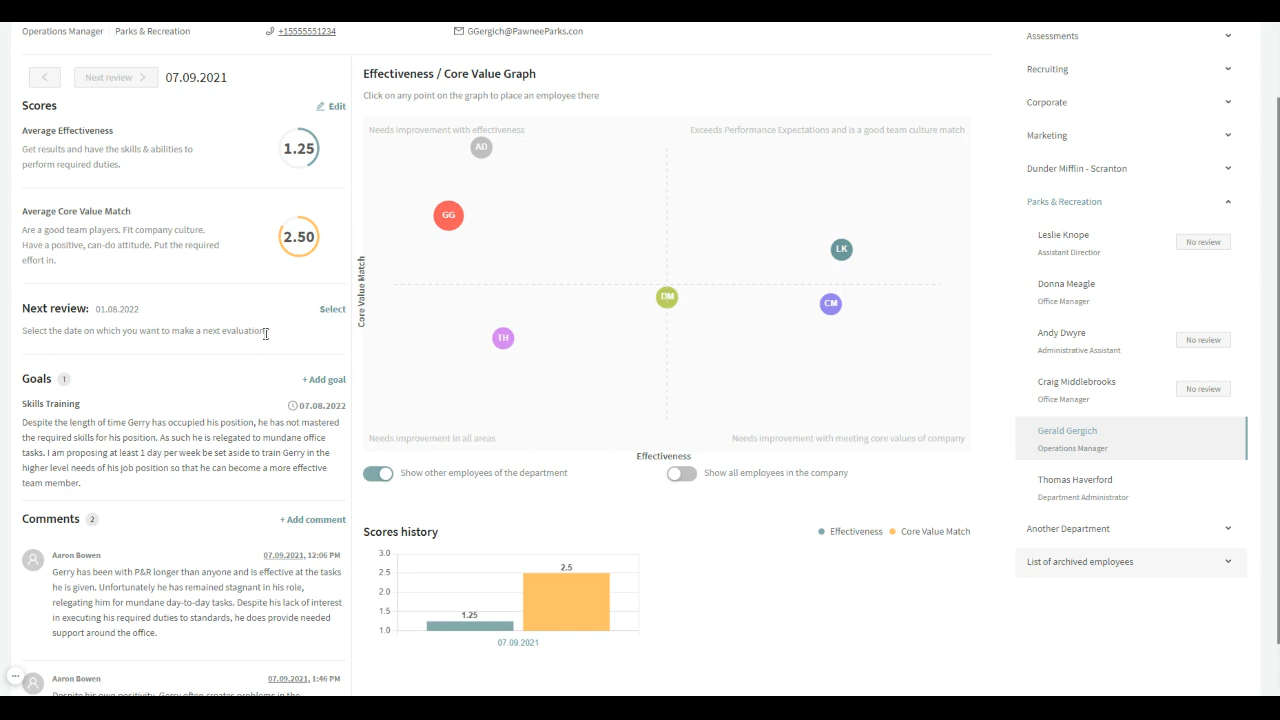 Operations Manager Parks & Recreation +15555551234 GGergich@PawneeParks.con
Next review 07.09.2021
Scores Edit
Average Effectiveness
Get results and have the skills & abilities to
perform required duties.
1.25
Average Core Value Match
Are a good team players. Fit company culture.
Have a positive, can-do attitude. Put the required
effort in.
2.50
Next review: 01.08.2022 Select
Select the date on which you want to make a next evaluation.
Goals 1 + Add goal
Skills Training 07.08.2022
Despite the length of time Gerry has occupied his position, he has not mastered
the required skills for his position. As such he is relegated to mundane office
tasks. I am proposing at least 1 day per week be set aside to train Gerry in the
higher level needs of his job position so that he can become a more effective
team member.
Comments 2 + Add comment
Aaron Bowen 07.09.2021, 12:06 PM
Gerry has been with P&R longer than anyone and is effective at the tasks
he is given. Unfortunately he has remained stagnant in his role,
relegating him for mundane day-to-day tasks. Despite his lack of interest
in executing his required duties to standards, he does provide needed
support around the office.
Aaron Bowen 07.09.2021, 1:46 PM
Despite his own positivity, Gerry often creates problems in the
Effectiveness / Core Value Graph
Click on any point on the graph to place an employee there
Needs improvement with effectiveness Exceeds Performance Expectations and is a good team culture match
AD
GG
LK
DM
CM
TH
Core Value Match
Needs improvement in all areas Needs improvement with meeting core values of company
Effectiveness
Show other employees of the department Show all employees in the company
Scores history Effectiveness Core Value Match
3.0
2.5
2.0
1.5
1.0
1.25
2.5
07.09.2021
Assessments
Recruiting
Corporate
Marketing
Dunder Mifflin - Scranton
Parks & Recreation
Leslie Knope
Assistant Directior
No review
Donna Meagle
Office Manager
Andy Dwyre
Administrative Assistant
No review
Craig Middlebrooks
Office Manager
No review
Gerald Gergich
Operations Manager
Thomas Haverford
Department Administrator
Another Department
List of archived employees